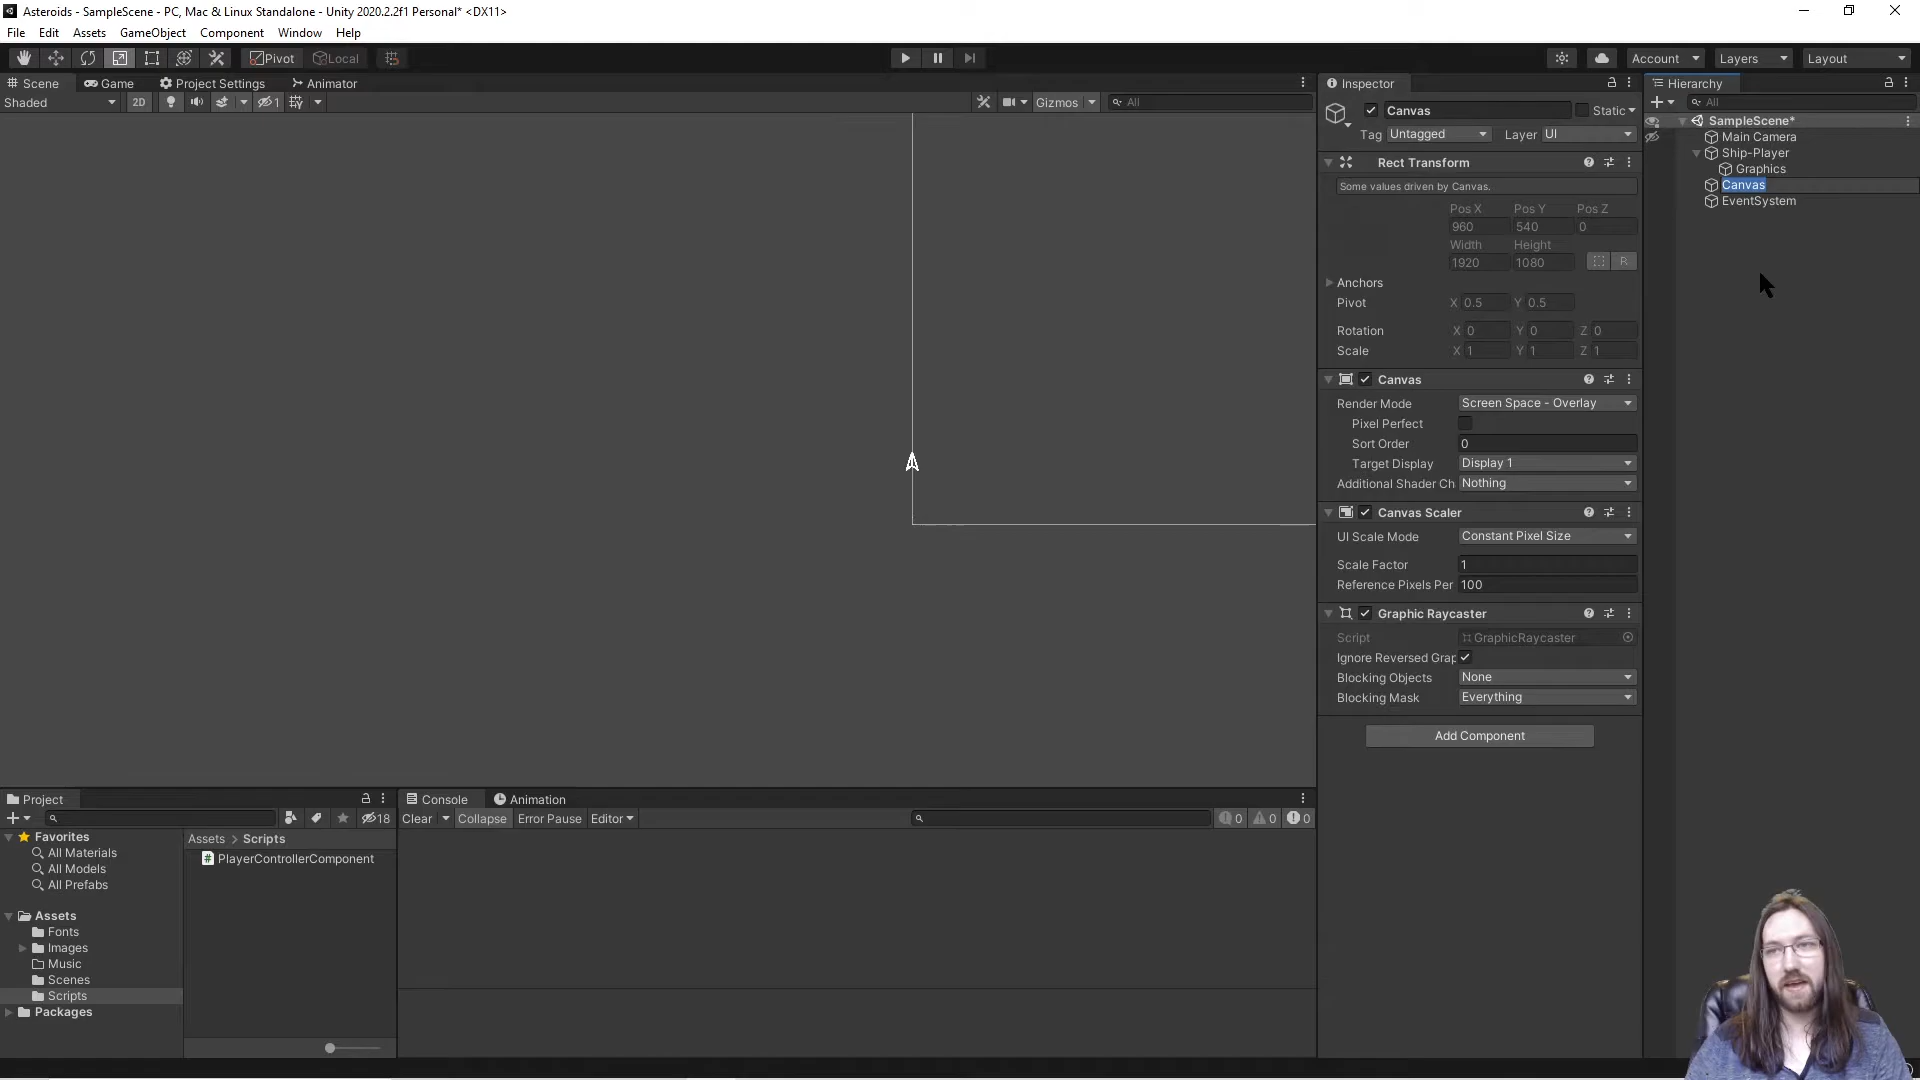 Asteroids - SampleScene - PC, Mac & Linux Standalone - Unity 2020.2.2f1 Personal* <DX11>
File Edit Assets GameObject Component Window Help
Pivot Local Account Layers Layout
Scene Game Project Settings Animator
Shaded 2D Gizmos All
Inspector
Canvas Static
Tag Untagged Layer UI
Rect Transform
Some values driven by Canvas.
Pos X Pos Y Pos Z
960 540 0
Width Height
1920 1080 R
Anchors
Pivot X 0.5 Y 0.5
Rotation X 0 Y 0 Z 0
Scale X 1 Y 1 Z 1
Canvas
Render Mode Screen Space - Overlay
Pixel Perfect
Sort Order 0
Target Display Display 1
Additional Shader Ch Nothing
Canvas Scaler
UI Scale Mode Constant Pixel Size
Scale Factor 1
Reference Pixels Per 100
Graphic Raycaster
Script GraphicRaycaster
Ignore Reversed Grap
Blocking Objects None
Blocking Mask Everything
Add Component
Hierarchy
All
SampleScene*
Main Camera
Ship-Player
Graphics
Canvas
EventSystem
Project
18
Favorites
All Materials
All Models
All Prefabs
Assets
Fonts
Images
Music
Scenes
Scripts
Packages
Assets > Scripts
PlayerControllerComponent
Console Animation
Clear Collapse Error Pause Editor 0 0 0